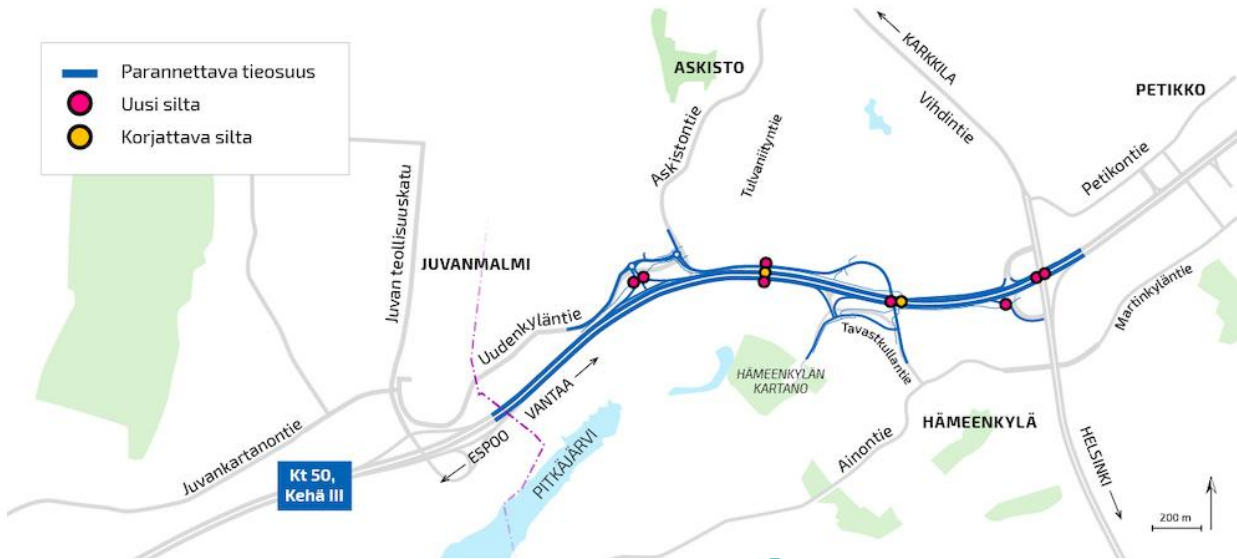 Parannettava tieosuus
Uusi silta
Korjattava silta
ASKISTO
KARKKILA
Vihdintie
PETIKKO
Askistontie
Tulvaniityntie
Petikontie
Juvan teollisuuskatu
JUVANMALMI
Uudenkyläntie
Martinkyläntie
Tavastkullantie
HÄMEENKYLÄN
KARTANO
VANTAA
ESPOO
PITKÄJÄRVI
HÄMEENKYLÄ
Ainontie
HELSINKI
Juvankartanontie
Kt 50,
Kehä III
200 m